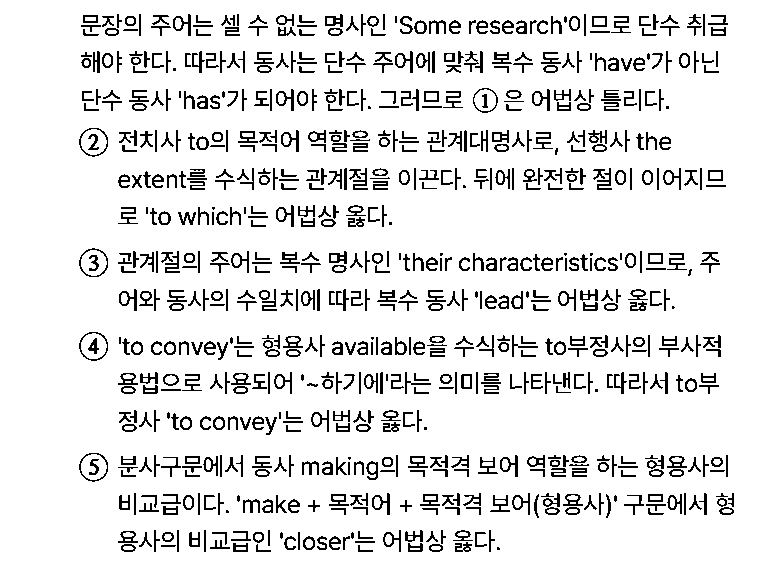 문장의 주어는 셀 수 없는 명사인 'Some research'이므로 단수 취급
해야 한다. 따라서 동사는 단수 주어에 맞춰 복수 동사 'have'가 아닌
단수 동사 'has'가 되어야 한다. 그러므로 ①은 어법상 틀리다.
② 전치사 to의 목적어 역할을 하는 관계대명사로, 선행사 the
extent를 수식하는 관계절을 이끈다. 뒤에 완전한 절이 이어지므
로 'to which'는 어법상 옳다.
③ 관계절의 주어는 복수 명사인 'their characteristics'이므로, 주
어와 동사의 수일치에 따라 복수 동사 'lead'는 어법상 옳다.
④ 'to convey'는 형용사 available을 수식하는 to부정사의 부사적
용법으로 사용되어 '~하기에'라는 의미를 나타낸다. 따라서 to부
정사 'to convey'는 어법상 옳다.
⑤ 분사구문에서 동사 making의 목적격 보어 역할을 하는 형용사의
비교급이다. 'make + 목적어 + 목적격 보어(형용사)' 구문에서 형
용사의 비교급인 'closer'는 어법상 옳다.